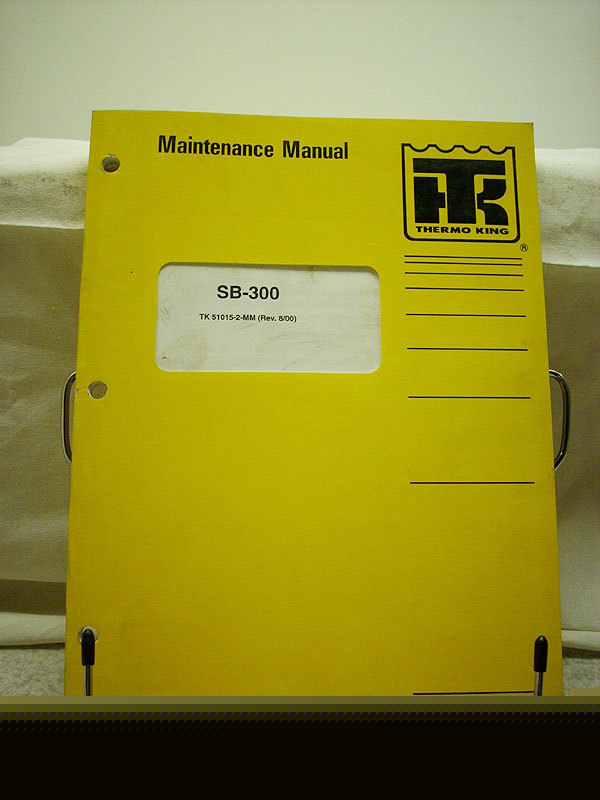 Maintenance Manual
TK
THERMO KING
®
SB-300
TK 51015-2-MM (Rev. 8/00)